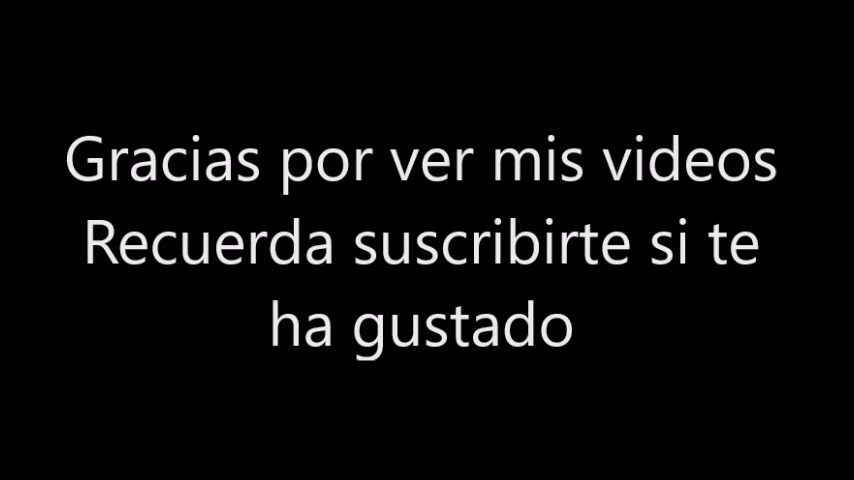 Gracias por ver mis videos
Recuerda suscribirte si te
ha gustado